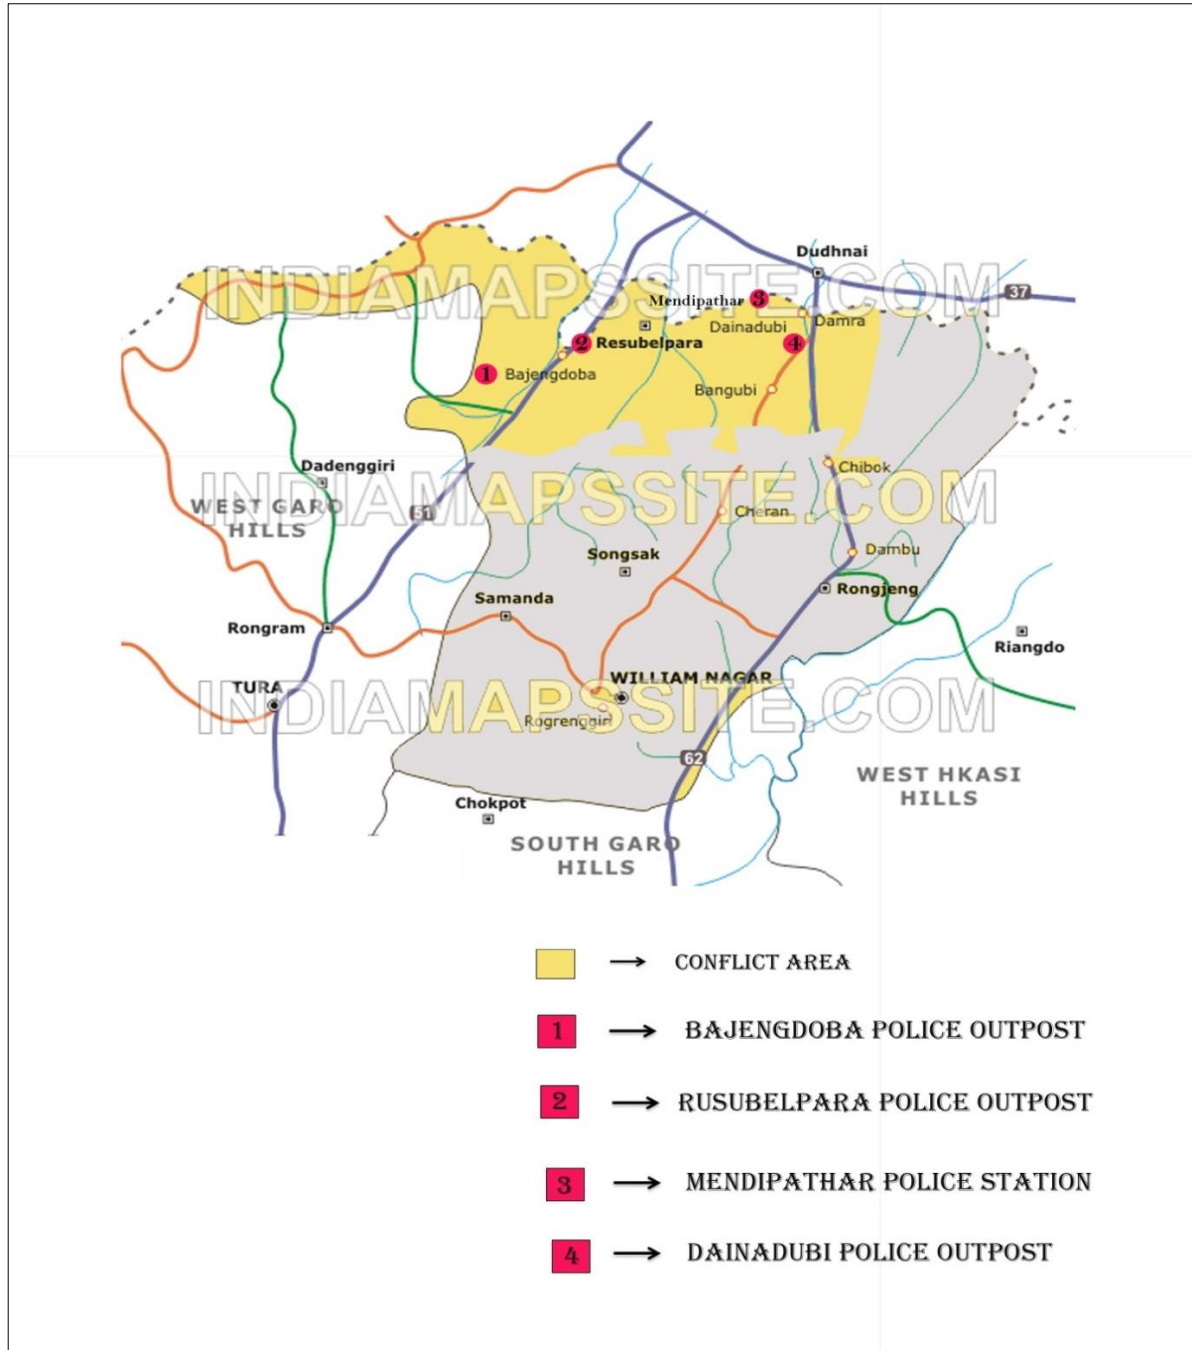 Dudhnai
INDIAMAPSSITE.COM
37
Mendipathar 3
Dainadubi
Damra
2 Resubelpara
4
1 Bajengdoba
Bangubi
Dadenggiri
Chibok
INDIAMAPSSITE.COM
WEST GARO
HILLS
51
Cheran
Songsak
Dambu
Samanda
Rongjeng
Rongram
Riangdo
WILLIAM NAGAR
TURA
INDIAMAPSSITE.COM
Rogrenggiri
62
WEST HKASI
HILLS
Chokpot
SOUTH GARO
HILLS
→ CONFLICT AREA
1 → BAJENGDOBA POLICE OUTPOST
2 → RUSUBELPARA POLICE OUTPOST
3 → MENDIPATHAR POLICE STATION
4 → DAINADUBI POLICE OUTPOST